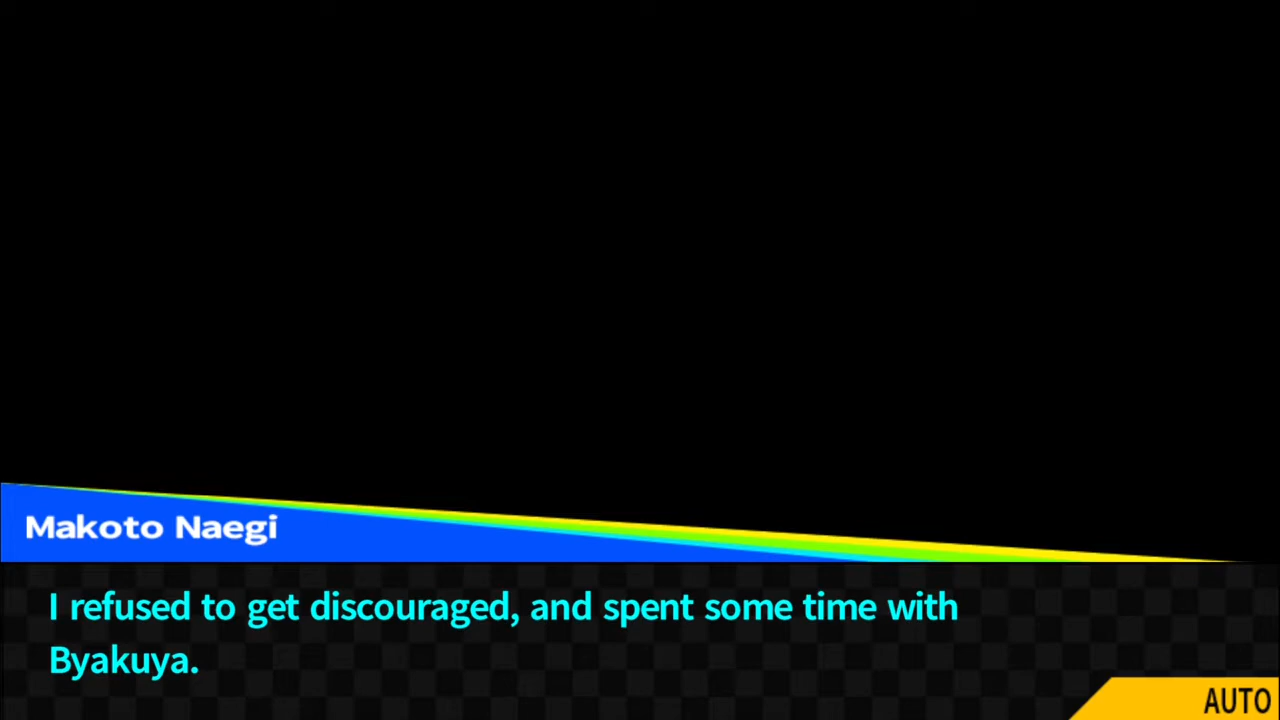 Makoto Naegi
I refused to get discouraged, and spent some time with
Byakuya.
AUTO